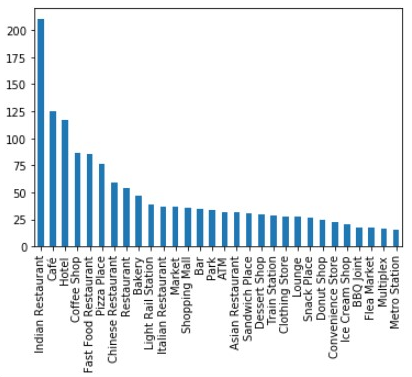 200
175
150
125
100
75
50
25
0
Indian Restaurant
Café
Hotel
Coffee Shop
Fast Food Restaurant
Pizza Place
Chinese Restaurant
Restaurant
Bakery
Light Rail Station
Italian Restaurant
Market
Shopping Mall
Bar
Park
ATM
Asian Restaurant
Sandwich Place
Dessert Shop
Train Station
Clothing Store
Lounge
Snack Place
Donut Shop
Convenience Store
Ice Cream Shop
BBQ Joint
Flea Market
Multiplex
Metro Station